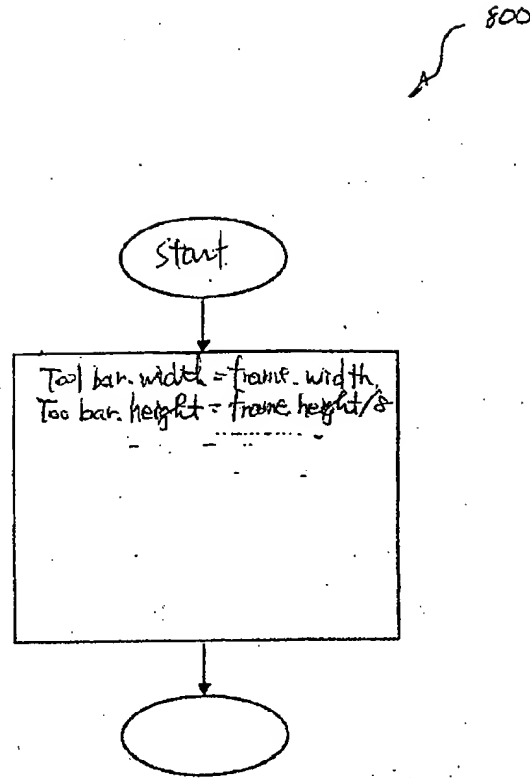 800
start
Tool bar.width = frame.width,
Too bar.height = frame.height/8